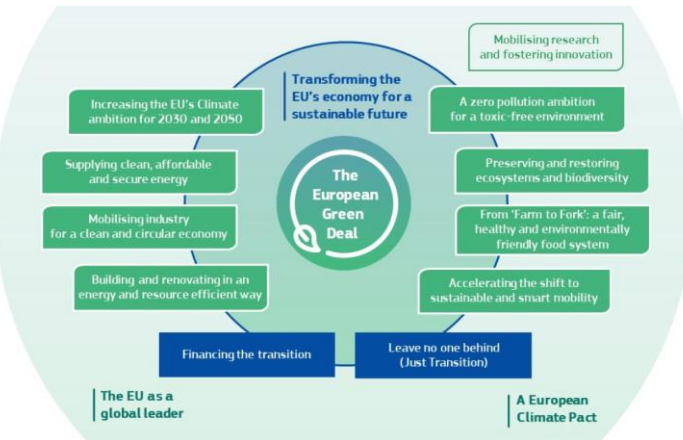 Mobilising research
and fostering innovation
Transforming the
EU's economy for a
sustainable future
Increasing the EU's Climate
ambition for 2030 and 2050
A zero pollution ambition
for a toxic-free environment
Supplying clean, affordable
and secure energy
The
European
Green
Deal
Preserving and restoring
ecosystems and biodiversity
Mobilising industry
for a clean and circular economy
From 'Farm to Fork': a fair,
healthy and environmentally
friendly food system
Building and renovating in an
energy and resource efficient way
Accelerating the shift to
sustainable and smart mobility
Financing the transition
Leave no one behind
(Just Transition)
The EU as a
global leader
A European
Climate Pact